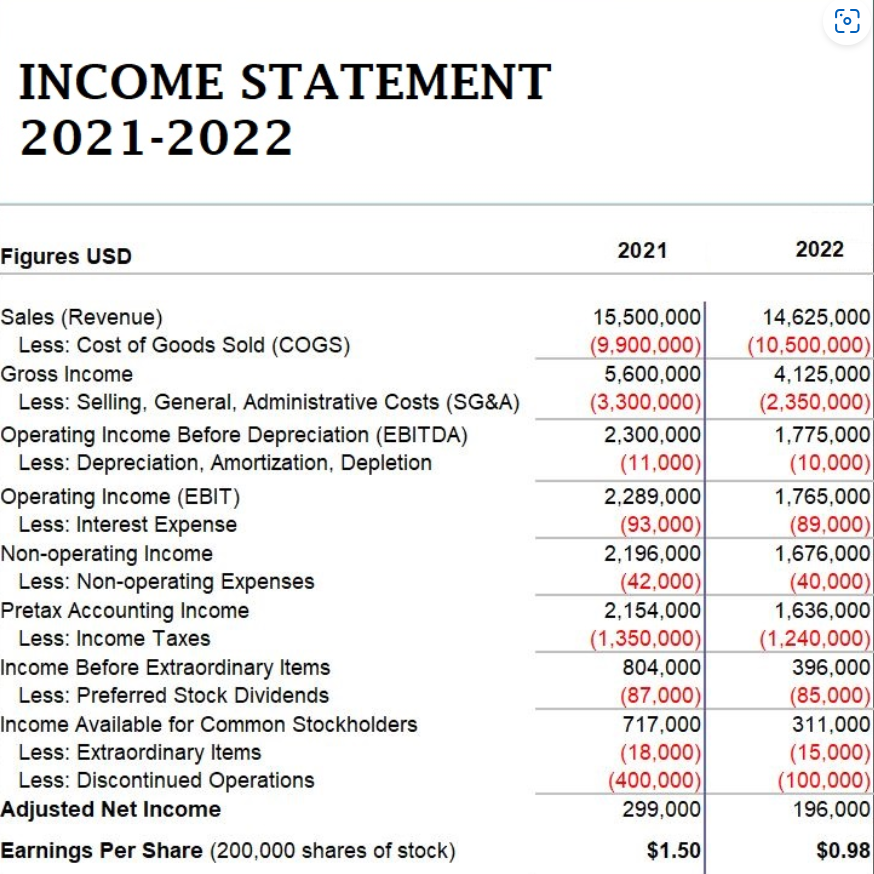 INCOME STATEMENT
2021-2022
Figures USD 2021 2022
Sales (Revenue) 15,500,000 14,625,000
Less: Cost of Goods Sold (COGS) (9,900,000) (10,500,000)
Gross Income 5,600,000 4,125,000
Less: Selling, General, Administrative Costs (SG&A) (3,300,000) (2,350,000)
Operating Income Before Depreciation (EBITDA) 2,300,000 1,775,000
Less: Depreciation, Amortization, Depletion (11,000) (10,000)
Operating Income (EBIT) 2,289,000 1,765,000
Less: Interest Expense (93,000) (89,000)
Non-operating Income 2,196,000 1,676,000
Less: Non-operating Expenses (42,000) (40,000)
Pretax Accounting Income 2,154,000 1,636,000
Less: Income Taxes (1,350,000) (1,240,000)
Income Before Extraordinary Items 804,000 396,000
Less: Preferred Stock Dividends (87,000) (85,000)
Income Available for Common Stockholders 717,000 311,000
Less: Extraordinary Items (18,000) (15,000)
Less: Discontinued Operations (400,000) (100,000)
Adjusted Net Income 299,000 196,000
Earnings Per Share (200,000 shares of stock) $1.50 $0.98